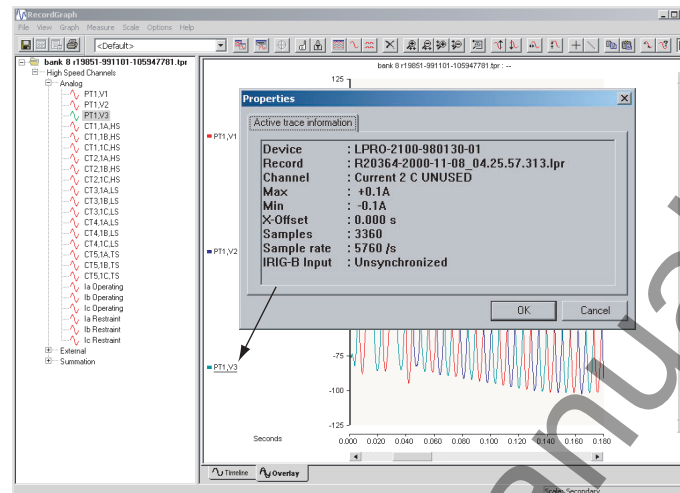 RecordGraph
File View Graph Measure Scale Options Help
<Default>
bank 8 r19851-991101-105947781.tpr
High Speed Channels
Analog
PT1,V1
PT1,V2
PT1,V3
CT1,1A,HS
CT1,1B,HS
CT1,1C,HS
CT2,1A,HS
CT2,1B,HS
CT2,1C,HS
CT3,1A,LS
CT3,1B,LS
CT3,1C,LS
CT4,1A,LS
CT4,1B,LS
CT4,1C,LS
CT5,1A,TS
CT5,1B,TS
CT5,1C,TS
Ia Operating
Ib Operating
Ic Operating
Ia Restraint
Ib Restraint
Ic Restraint
External
Summation
bank 8 r19851-991101-105947781.tpr : --
125
PT1,V1
PT1,V2
PT1,V3
Properties
Active trace information
Device : LPRO-2100-980130-01
Record : R20364-2000-11-08_04.25.57.313.lpr
Channel : Current 2 C UNUSED
Max : +0.1A
Min : -0.1A
X-Offset : 0.000 s
Samples : 3360
Sample rate : 5760 /s
IRIG-B Input : Unsynchronized
OK Cancel
-75
-100
-125
Seconds 0.000 0.020 0.040 0.060 0.080 0.100 0.120 0.140 0.160 0.180
Timeline Overlay
Scale: Secondary